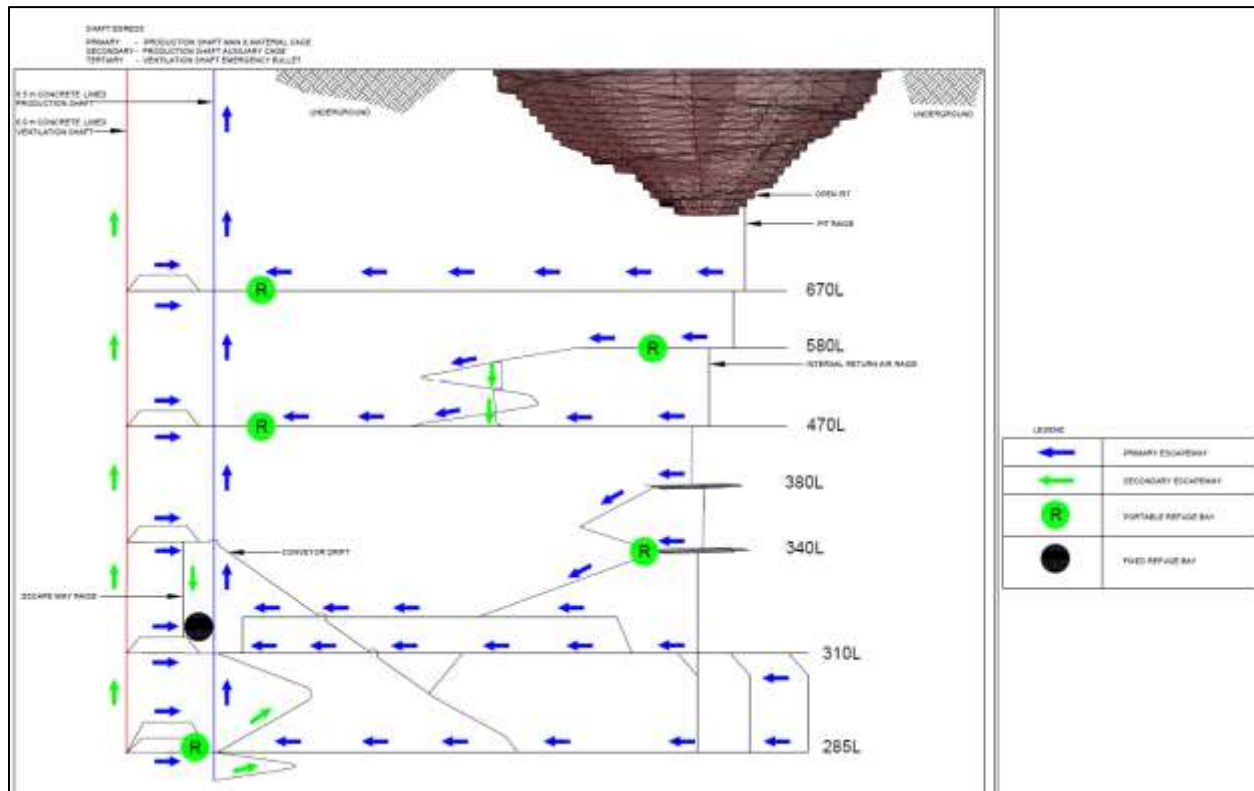 SHAFT EGRESS
PRIMARY - PRODUCTION SHAFT MAN & MATERIAL CAGE
SECONDARY - PRODUCTION SHAFT AUXILIARY CAGE
TERTIARY - VENTILATION SHAFT EMERGENCY BULLET
CONCRETE LINED
PRODUCTION SHAFT
CONCRETE LINED
VENTILATION SHAFT
UNDERGROUND
UNDERGROUND
OPEN PIT
PIT RAISE
R
670L
R
580L
INTERNAL RETURN AIR RAISE
R
470L
380L
R
340L
CONVEYOR DRIFT
ESCAPE WAY RAISE
310L
R
285L
LEGEND
PRIMARY ESCAPEWAY
SECONDARY ESCAPEWAY
R
PORTABLE REFUGE BAY
FIXED REFUGE BAY